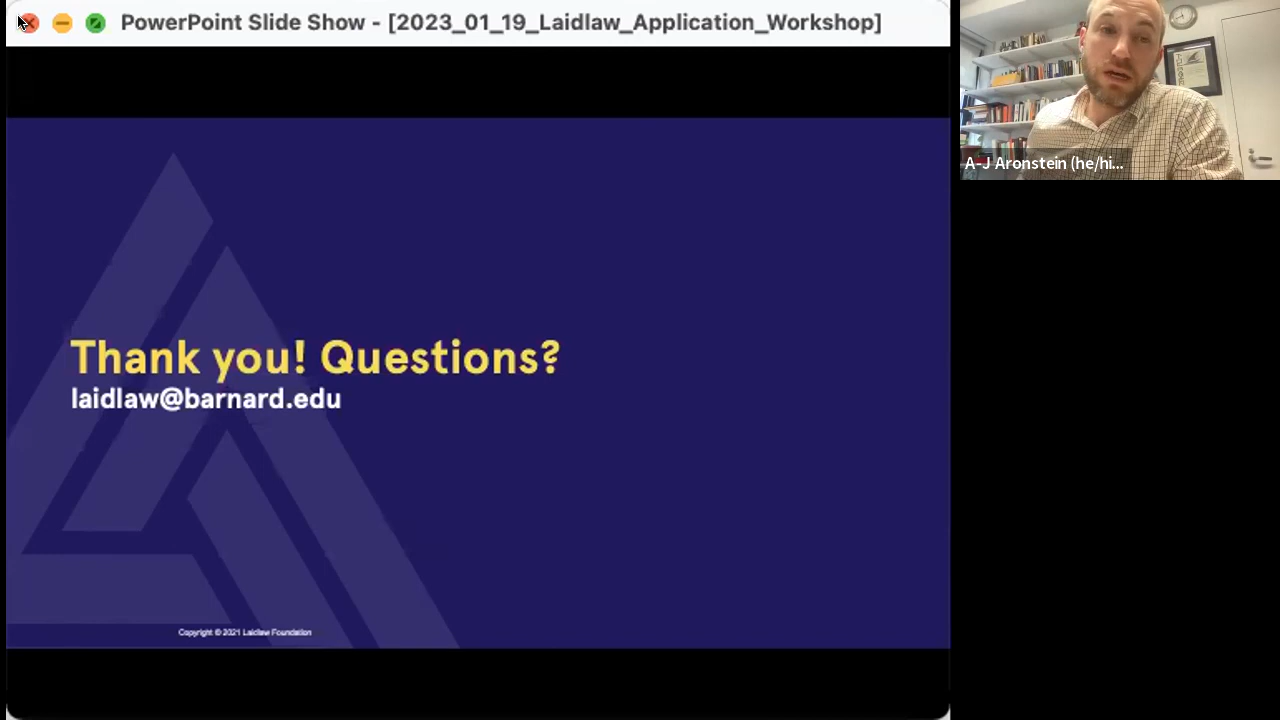 PowerPoint Slide Show - [2023_01_19_Laidlaw_Application_Workshop]
A-J Aronstein (he/hi...
Thank you! Questions?
laidlaw@barnard.edu
Copyright © 2021 Laidlaw Foundation